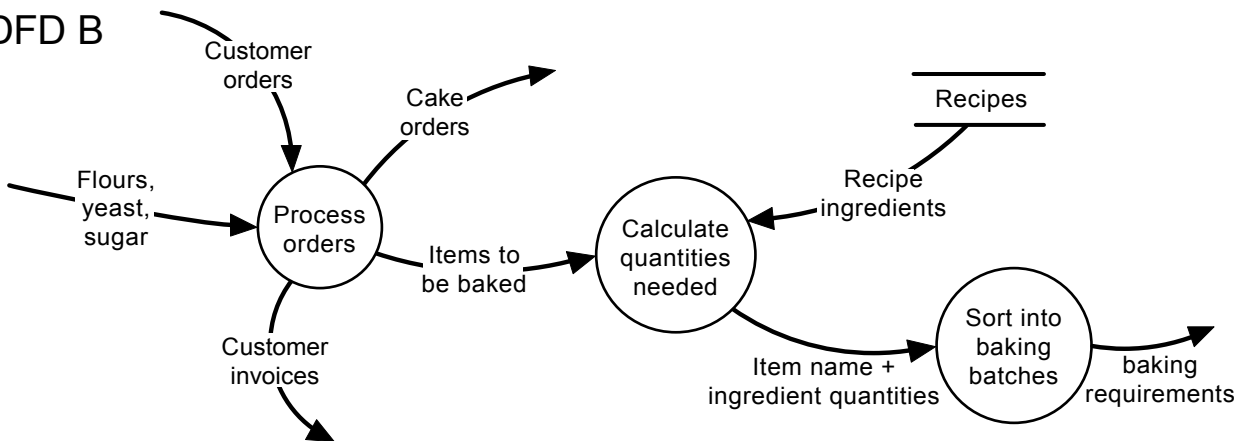 DFD B
Customer
orders
Cake
orders
Recipes
Flours,
yeast,
sugar
Process
orders
Recipe
ingredients
Items to
be baked
Calculate
quantities
needed
Customer
invoices
Item name +
ingredient quantities
Sort into
baking
batches
baking
requirements